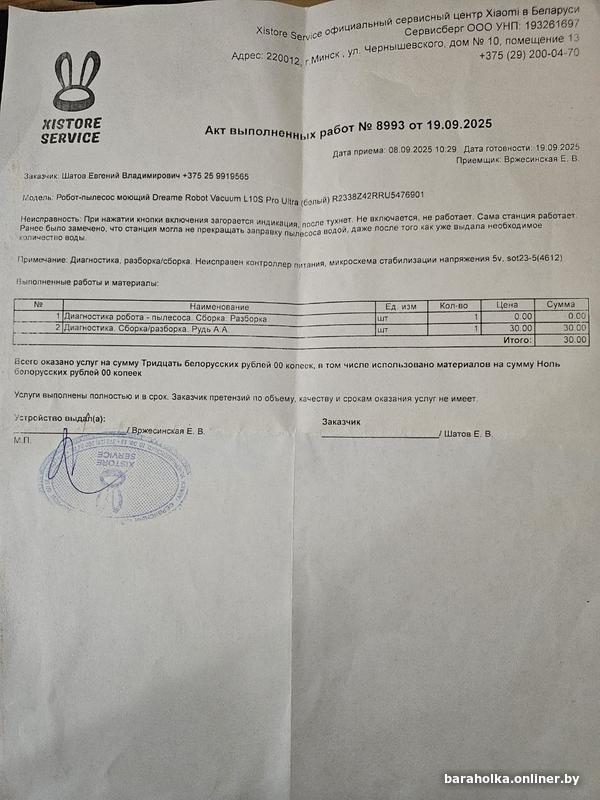 Xistore Service официальный сервисный центр Xiaomi в Беларуси
Сервисберг ООО УНП: 193261697
Адрес: 220012, г.Минск , ул. Чернышевского, дом № 10, помещение 13
+375 (29) 200-04-70
XISTORE
SERVICE
Акт выполненных работ № 8993 от 19.09.2025
Дата приема: 08.09.2025 10:29 Дата готовности: 19.09.2025
Приемщик: Вржесинская Е. В.
Заказчик: Шатов Евгений Владимирович +375 25 9919565
Модель: Робот-пылесос моющий Dreame Robot Vacuum L10S Pro Ultra (белый) R2338Z42RRU5476901
Неисправность: При нажатии кнопки включения загорается индикация, после тухнет. Не включается, не работает. Сама станция работает.
Ранее было замечено, что станция могла не прекращать заправку пылесоса водой, даже после того как уже выдала необходимое
количество воды.
Примечание: Диагностика, разборка/сборка. Неисправен контроллер питания, микросхема стабилизации напряжения 5v, sot23-5(4612)
Выполненные работы и материалы:
№ Наименование Ед. изм Кол-во Цена Сумма
1 Диагностика робота - пылесоса. Сборка. Разборка шт 1 0.00 0.00
2 Диагностика. Сборка/разборка. Рудь А.А. шт 1 30.00 30.00
Итого: 30.00
Всего оказано услуг на сумму Тридцать белорусских рублей 00 копеек, в том числе использовано материалов на сумму Ноль
белорусских рублей 00 копеек
Услуги выполнены полностью и в срок. Заказчик претензий по объему, качеству и срокам оказания услуг не имеет.
Устройство выдал(а):
Заказчик
/ Вржесинская Е. В.
/ Шатов Е. В.
М.П.
XISTORE
SERVICE
baraholka.onliner.by